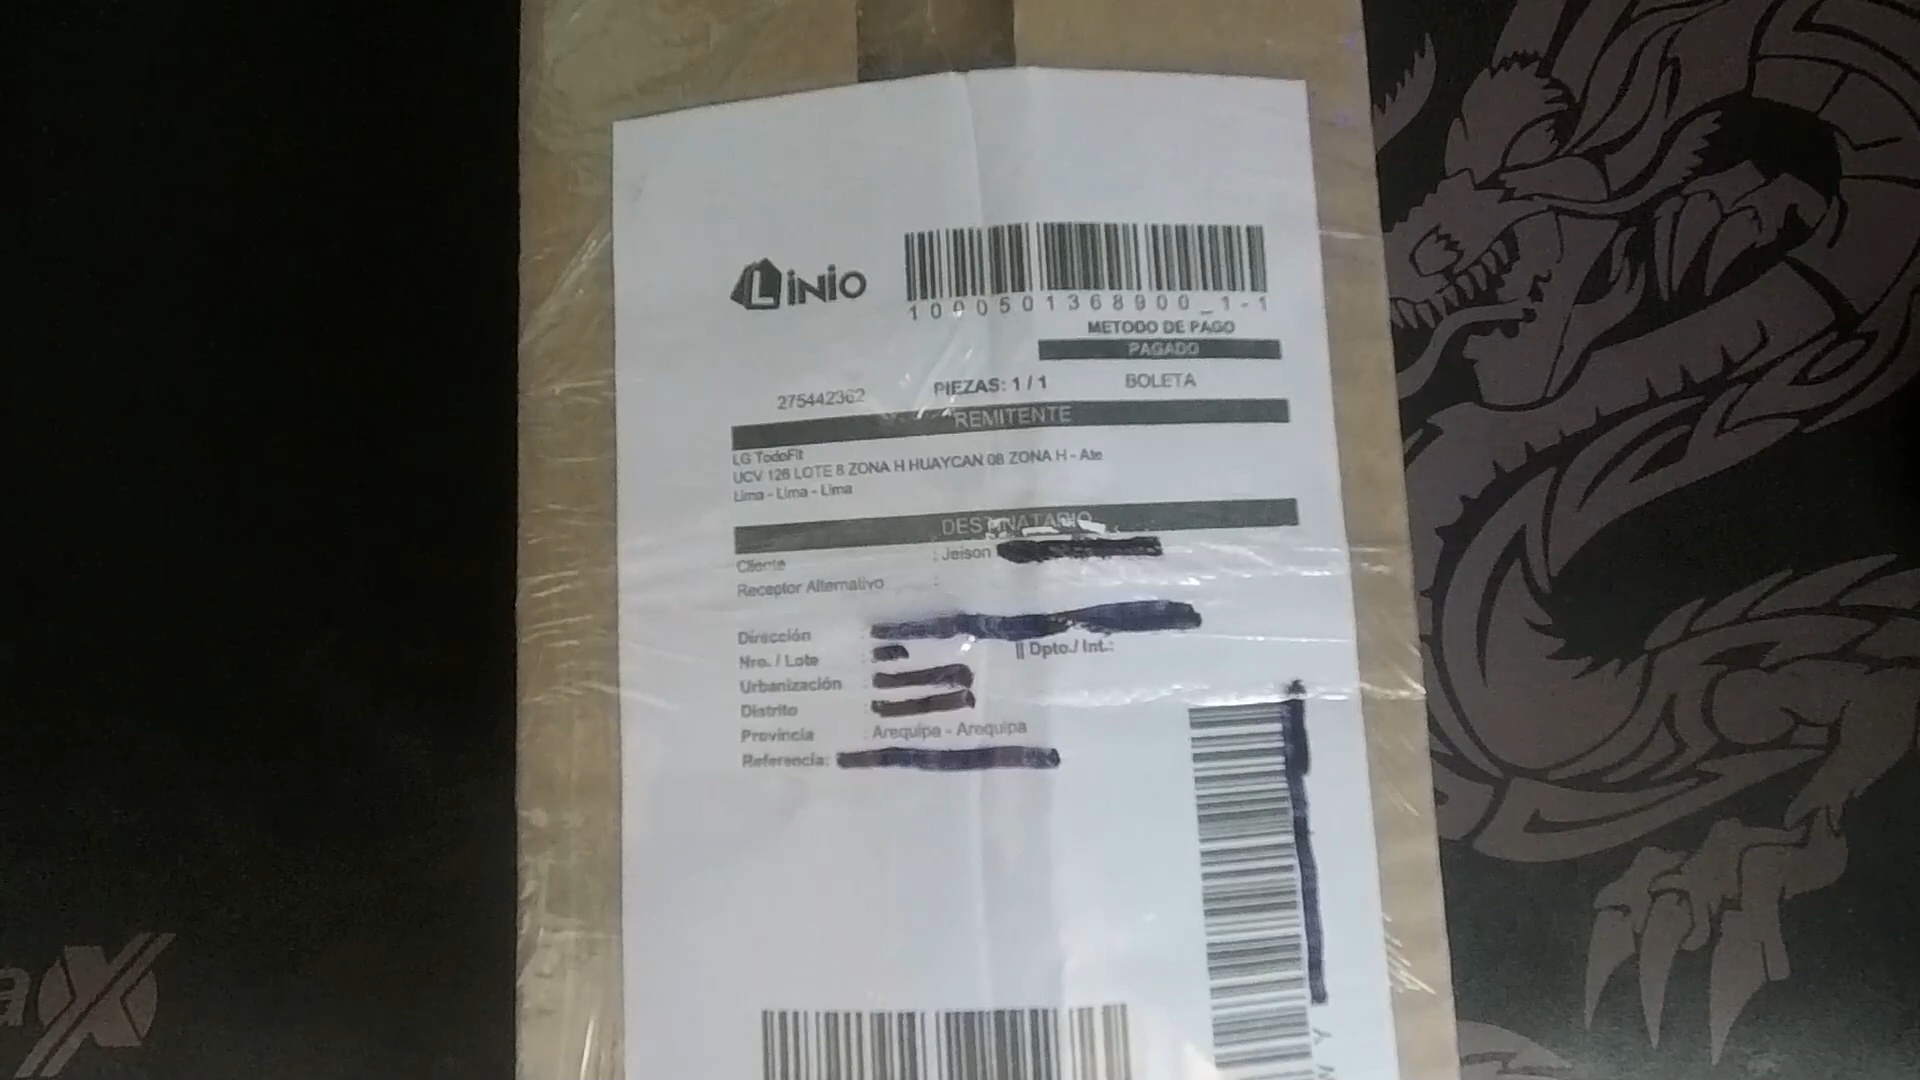 Linio
1000501368900_1-1
METODO DE PAGO
PAGADO
275442362 PIEZAS: 1 / 1 BOLETA
REMITENTE
LG TodoFit
UCV 126 LOTE 8 ZONA H HUAYCAN 08 ZONA H - Ate
Lima - Lima - Lima
DESTINATARIO
Cliente : Jeison
Receptor Alternativo :
Dirección :
Nro. / Lote : || Dpto./ Int.:
Urbanización :
Distrito :
Provincia : Arequipa - Arequipa
Referencia: